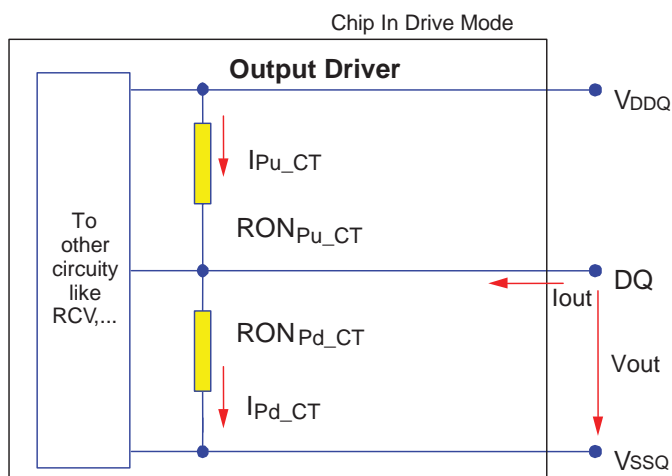 Chip In Drive Mode
Output Driver
VDDQ
IPu_CT
RONPu_CT
To
other
circuity
like
RCV,...
DQ
Iout
RONPd_CT
Vout
IPd_CT
VSSQ